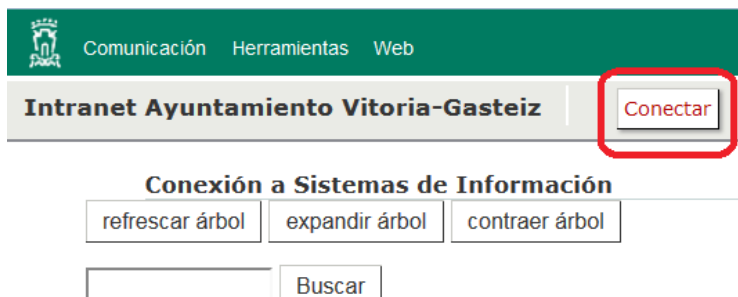 Comunicación Herramientas Web
Intranet Ayuntamiento Vitoria-Gasteiz Conectar
Conexión a Sistemas de Información
refrescar árbol expandir árbol contraer árbol
Buscar